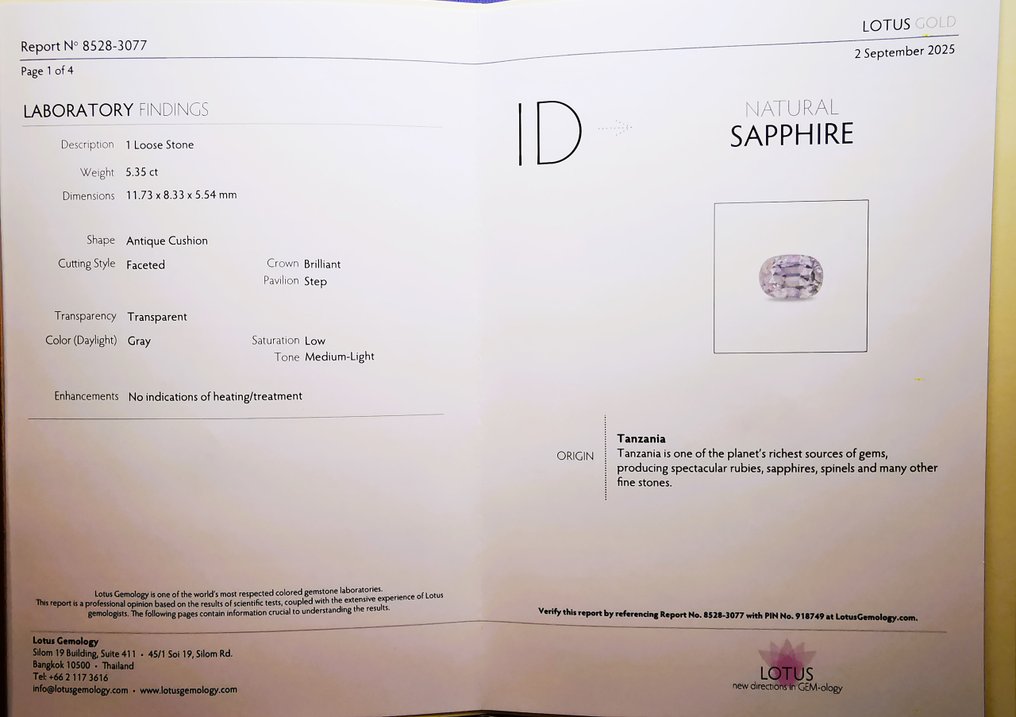 Report Nº 8528-3077
Page 1 of 4
LABORATORY FINDINGS
Description 1 Loose Stone
Weight 5.35 ct
Dimensions 11.73 x 8.33 x 5.54 mm
Shape Antique Cushion
Cutting Style Faceted Crown Brilliant
Pavilion Step
Transparency Transparent
Color (Daylight) Gray Saturation Low
Tone Medium-Light
Enhancements No indications of heating/treatment
Lotus Gemology is one of the world's most respected colored gemstone laboratories.
This report is a professional opinion based on the results of scientific tests, coupled with the extensive experience of Lotus
gemologists. The following pages contain information crucial to understanding the results.
Lotus Gemology
Silom 19 Building, Suite 411 • 45/1 Soi 19, Silom Rd.
Bangkok 10500 • Thailand
Tel: +66 2 117 3616
info@lotusgemology.com • www.lotusgemology.com
LOTUS GOLD
2 September 2025
ID
NATURAL
SAPPHIRE
ORIGIN
Tanzania
Tanzania is one of the planet's richest sources of gems,
producing spectacular rubies, sapphires, spinels and many other
fine stones.
Verify this report by referencing Report No. 8528-3077 with PIN No. 918749 at LotusGemology.com.
LOTUS
new directions in GEM-ology